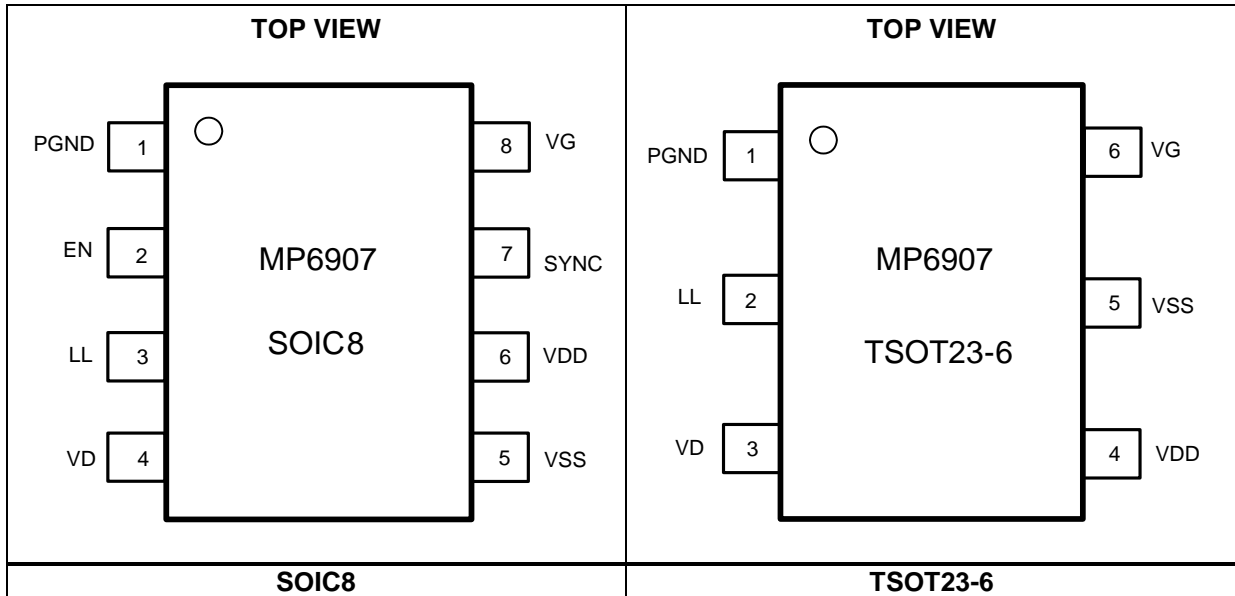 TOP VIEW
PGND 1
8 VG
EN 2
MP6907
7 SYNC
LL 3
SOIC8
6 VDD
VD 4
5 VSS
SOIC8
TOP VIEW
PGND 1
6 VG
MP6907
LL 2
5 VSS
TSOT23-6
VD 3
4 VDD
TSOT23-6